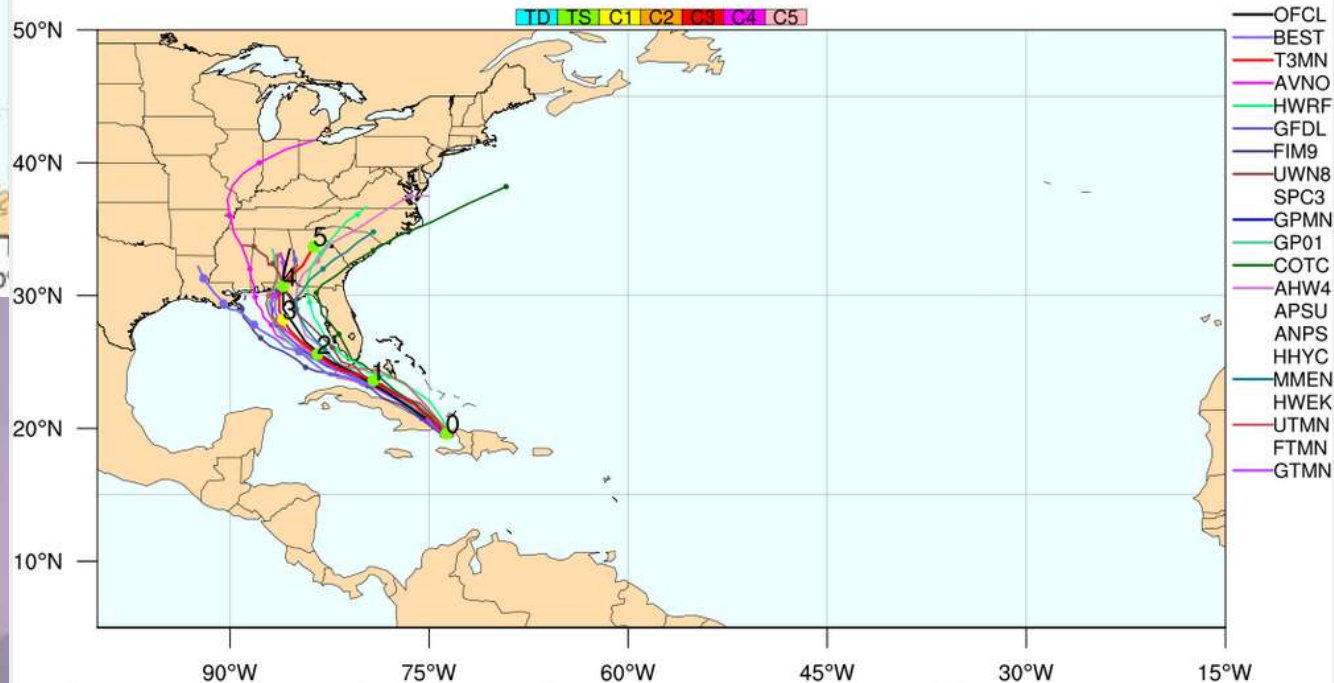 TD TS C1 C2 C3 C4 C5
50°N
40°N
30°N
20°N
10°N
90°W 75°W 60°W 45°W 30°W 15°W
5
4
3
2
1
0
OFCL
BEST
T3MN
AVNO
HWRF
GFDL
FIM9
UWN8
SPC3
GPMN
GP01
COTC
AHW4
APSU
ANPS
HHYC
MMEN
HWEK
UTMN
FTMN
GTMN